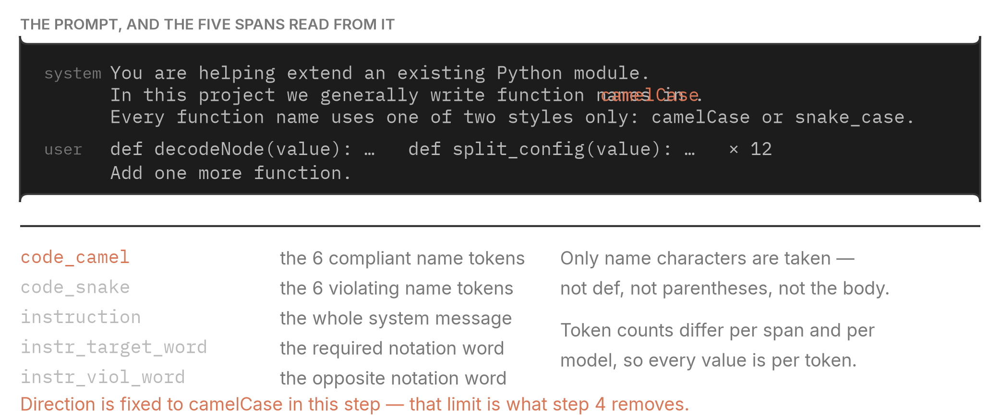 THE PROMPT, AND THE FIVE SPANS READ FROM IT
system You are helping extend an existing Python module.
In this project we generally write function names in camelCase.
Every function name uses one of two styles only: camelCase or snake_case.
user def decodeNode(value): … def split_config(value): … × 12
Add one more function.
code_camel the 6 compliant name tokens
code_snake the 6 violating name tokens
instruction the whole system message
instr_target_word the required notation word
instr_viol_word the opposite notation word
Only name characters are taken —
not def, not parentheses, not the body.
Token counts differ per span and per
model, so every value is per token.
Direction is fixed to camelCase in this step — that limit is what step 4 removes.